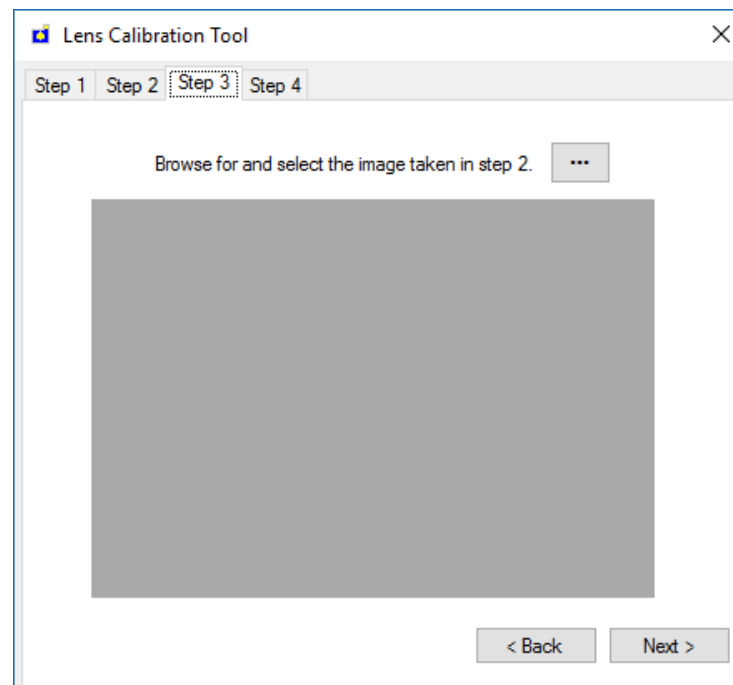 Lens Calibration Tool
Step 1 Step 2 Step 3 Step 4
Browse for and select the image taken in step 2. ...
< Back Next >